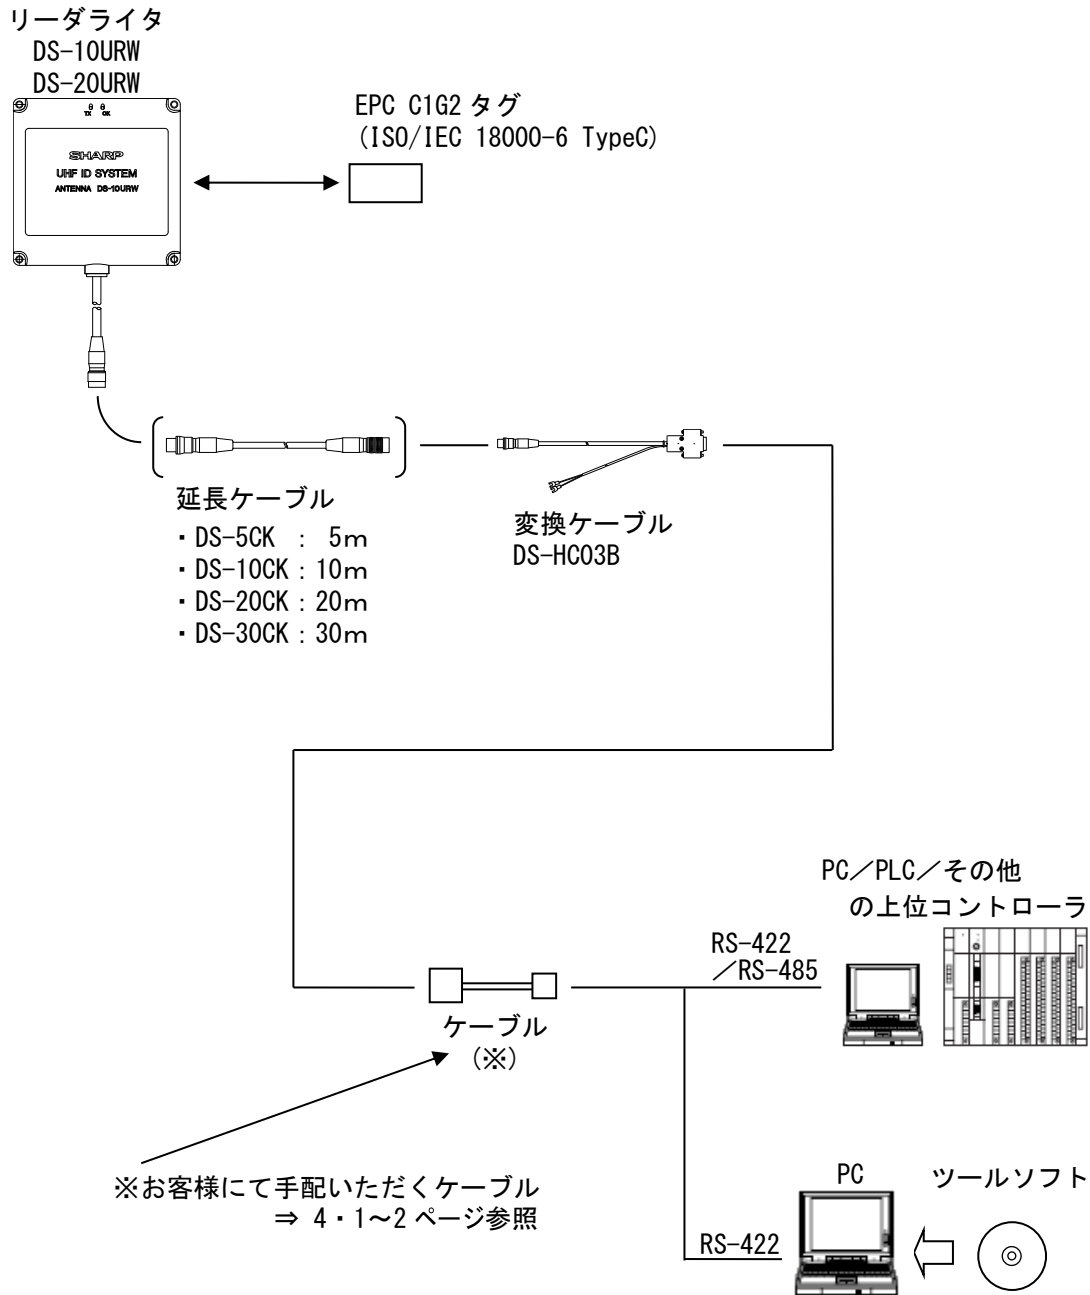 リーダライタ
DS-10URW
DS-20URW
TX OK
SHARP
UHF ID SYSTEM
ANTENNA DS-10URW
EPC C1G2 タグ
(ISO/IEC 18000-6 TypeC)
延長ケーブル
・DS-5CK : 5m
・DS-10CK : 10m
・DS-20CK : 20m
・DS-30CK : 30m
変換ケーブル
DS-HC03B
PC/PLC/その他
の上位コントローラ
RS-422
/RS-485
ケーブル
(※)
※お客様にて手配いただくケーブル
⇒ 4・1~2 ページ参照
PC
ツールソフト
RS-422